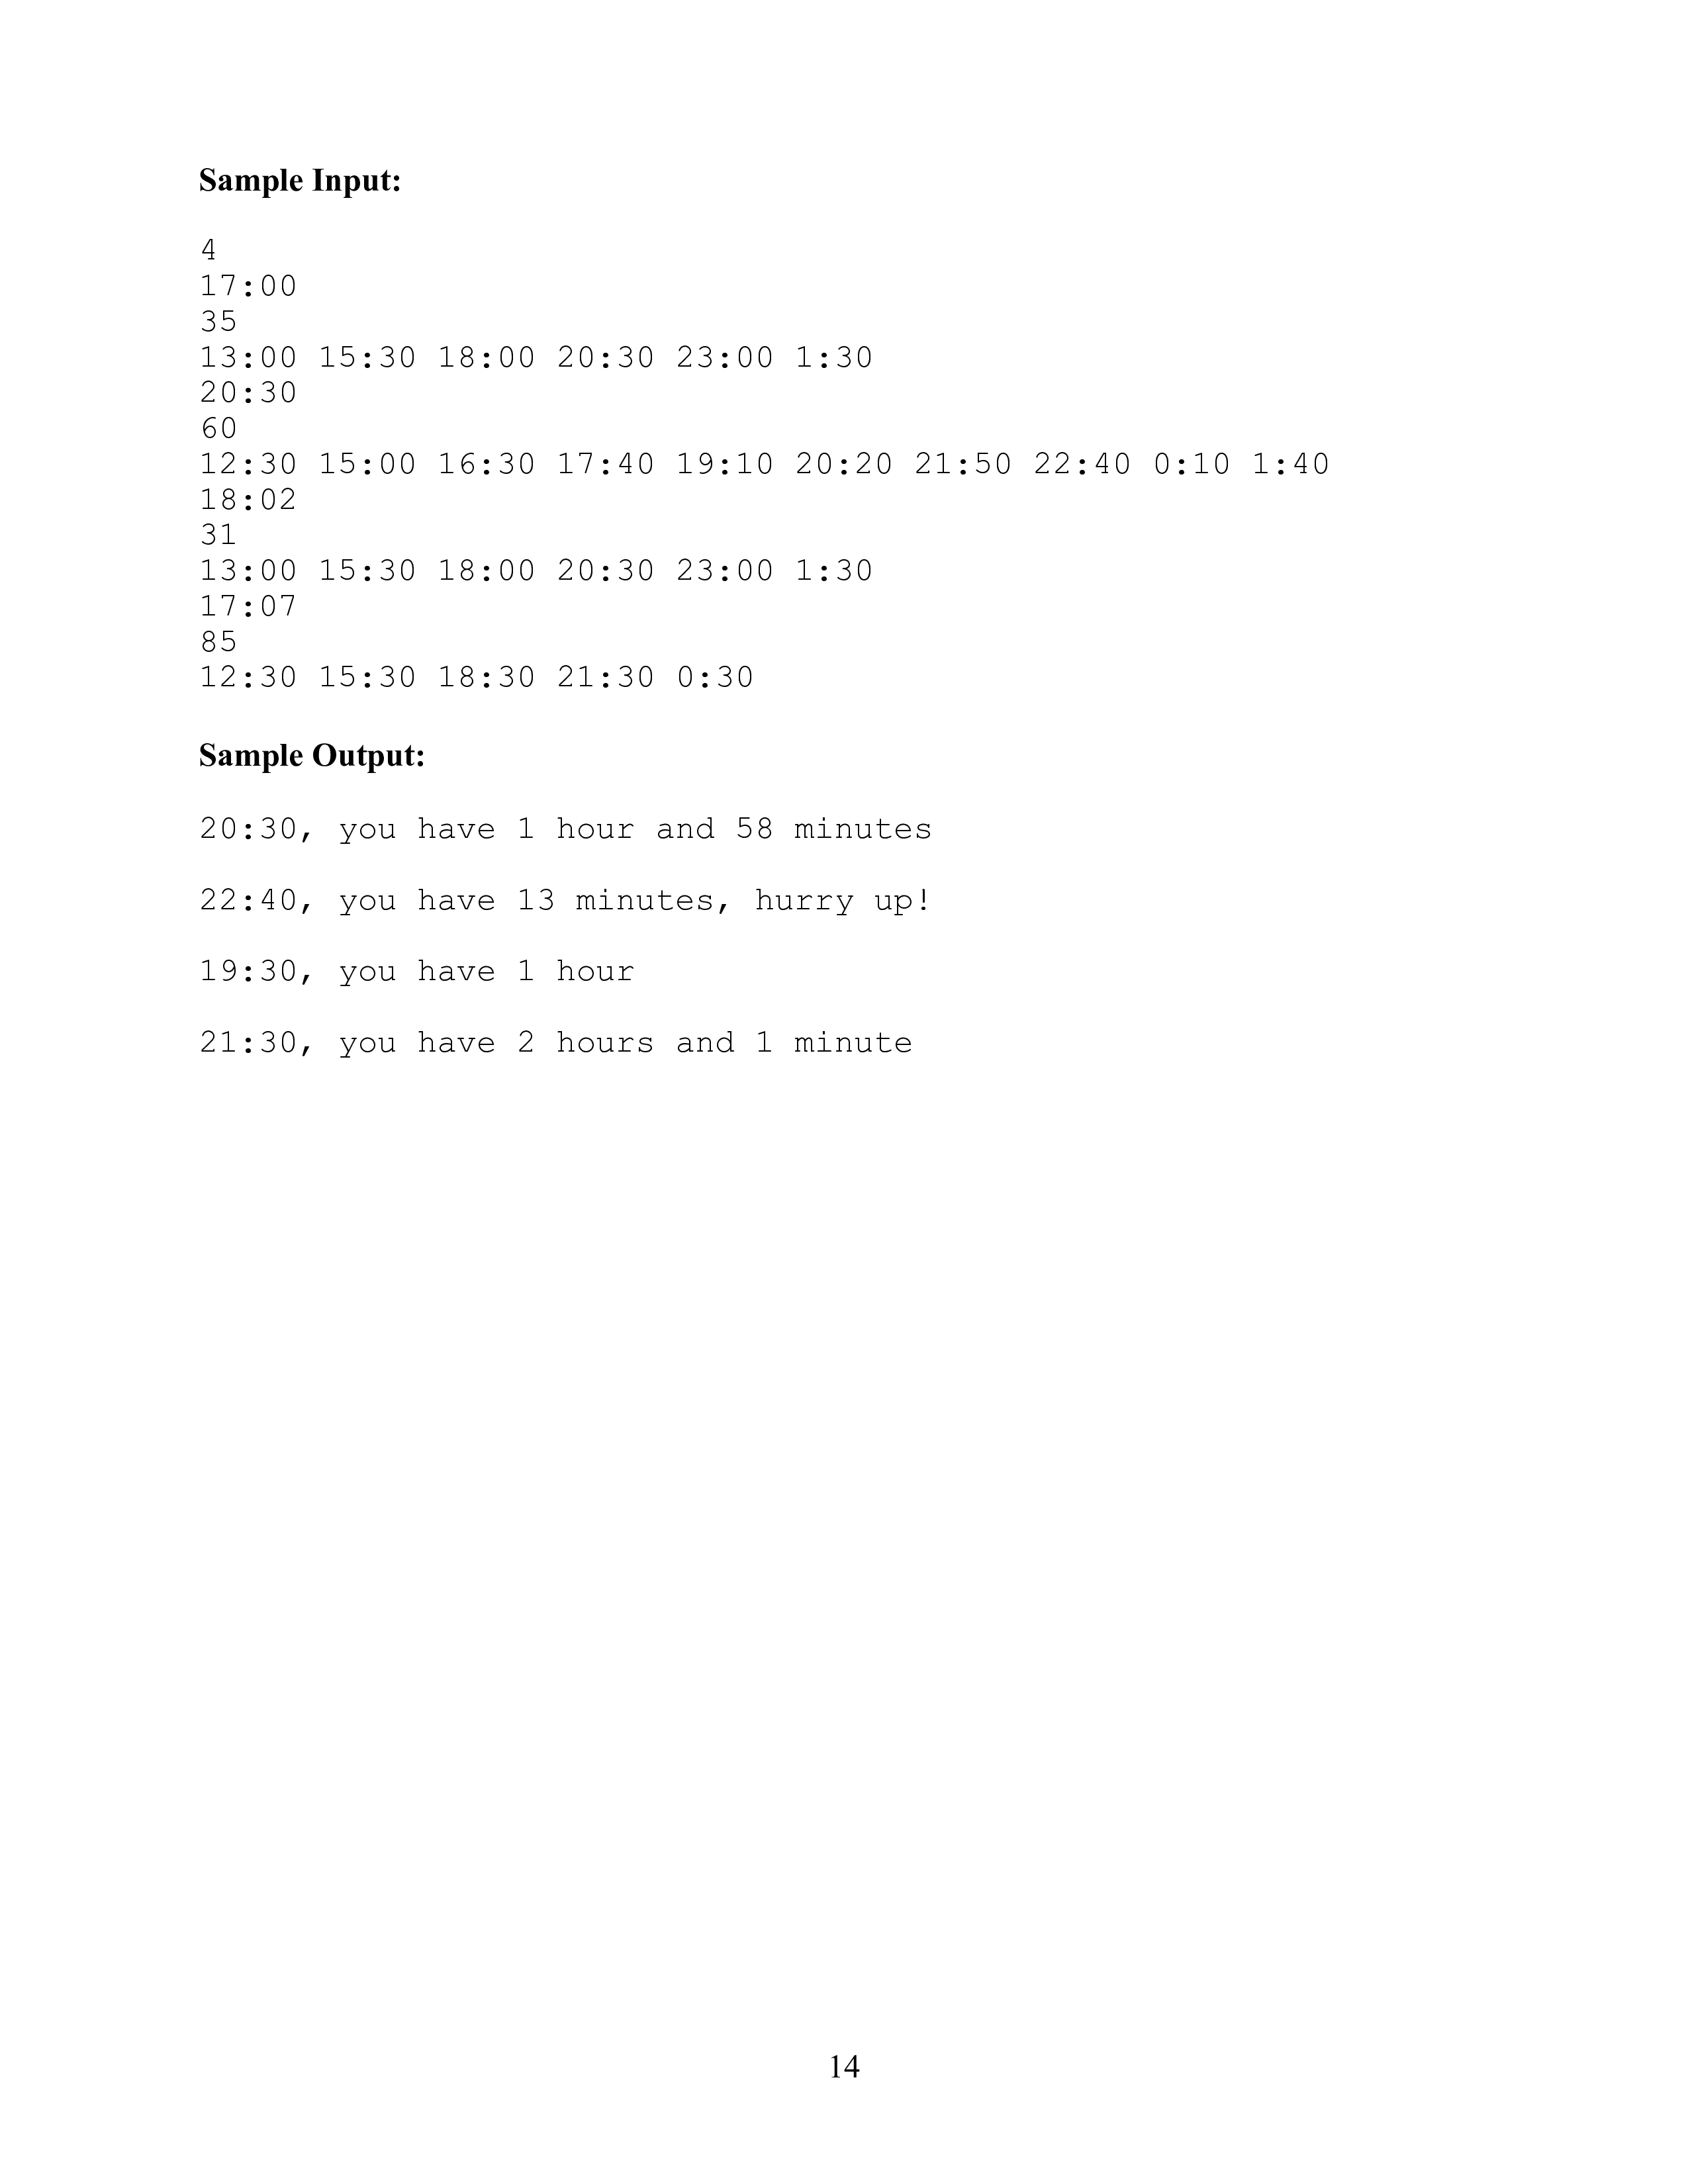 Sample Input:
4
17:00
35
13:00 15:30 18:00 20:30 23:00 1:30
20:30
60
12:30 15:00 16:30 17:40 19:10 20:20 21:50 22:40 0:10 1:40
18:02
31
13:00 15:30 18:00 20:30 23:00 1:30
17:07
85
12:30 15:30 18:30 21:30 0:30
Sample Output:
20:30, you have 1 hour and 58 minutes
22:40, you have 13 minutes, hurry up!
19:30, you have 1 hour
21:30, you have 2 hours and 1 minute
14